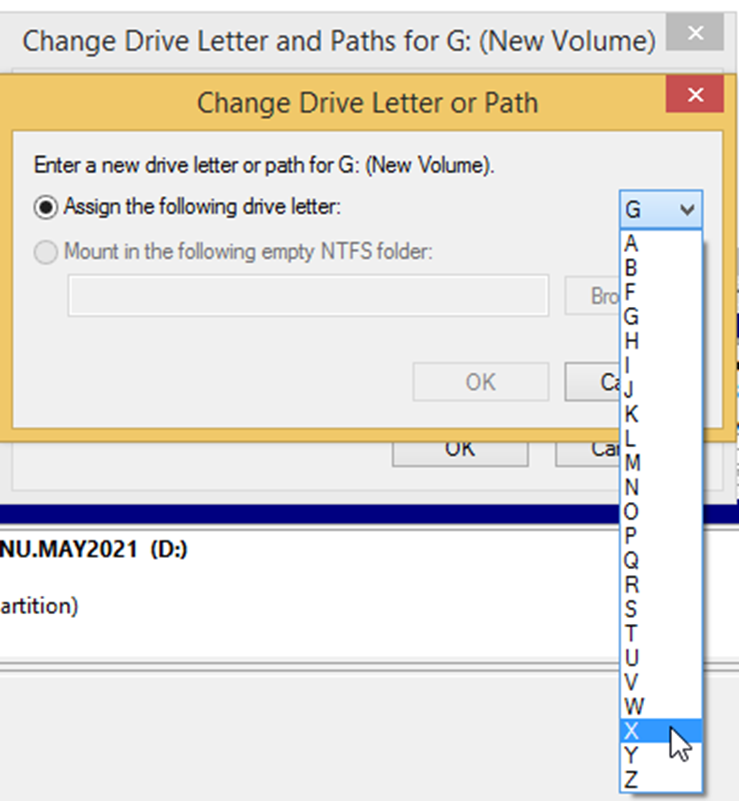 Change Drive Letter and Paths for G: (New Volume)
Change Drive Letter or Path
Enter a new drive letter or path for G: (New Volume).
Assign the following drive letter:
G
Mount in the following empty NTFS folder:
Bro
OK
Ca
A
B
F
G
H
I
J
K
L
M
N
O
P
Q
R
S
T
U
V
W
X
Y
Z
OK
Can
NU.MAY2021 (D:)
artition)